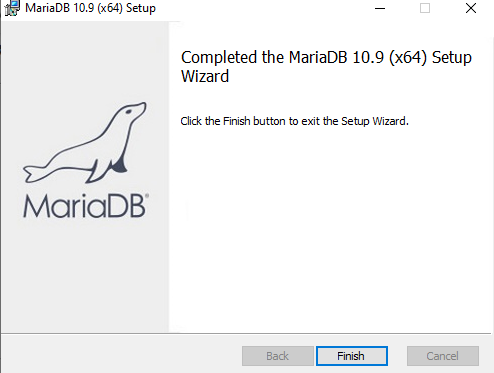 MariaDB 10.9 (x64) Setup
Completed the MariaDB 10.9 (x64) Setup
Wizard
Click the Finish button to exit the Setup Wizard.
MariaDB®
Back
Finish
Cancel